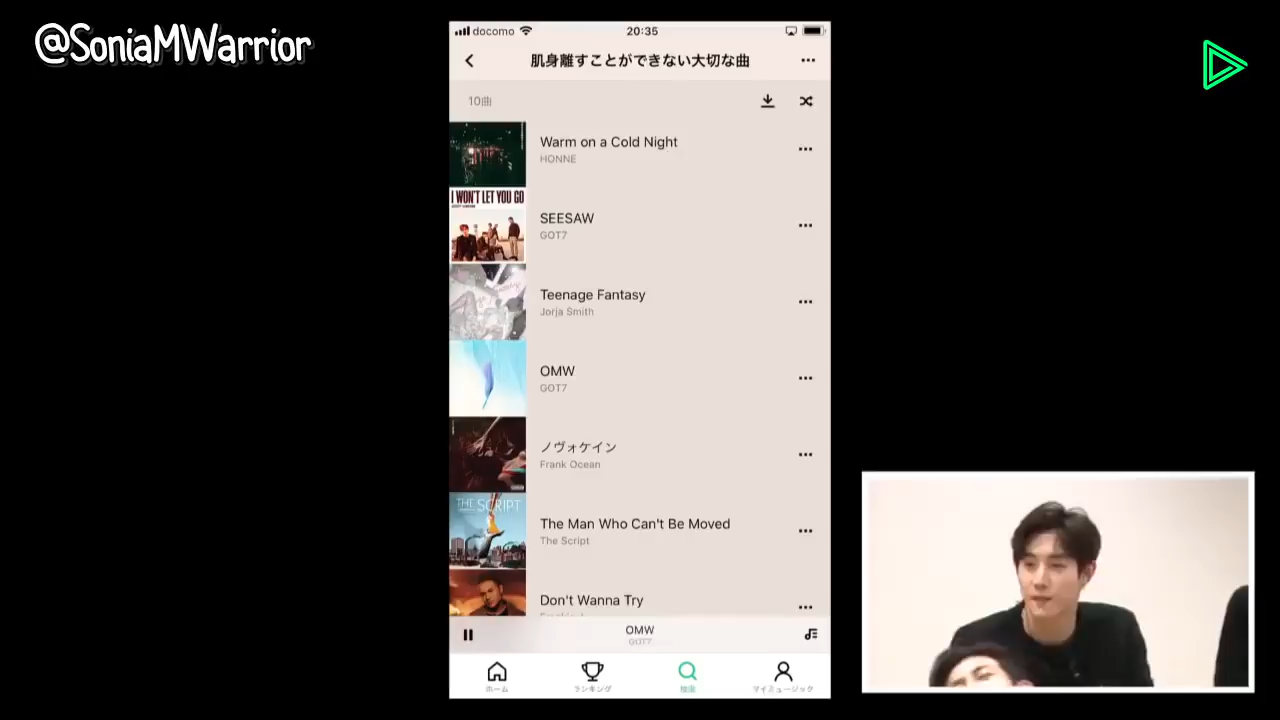 @SoniaMWarrior
docomo
20:35
肌身離すことができない大切な曲
10曲
Warm on a Cold Night
HONNE
I WON'T LET YOU GO
SEESAW
GOT7
Teenage Fantasy
Jorja Smith
OMW
GOT7
ノヴォケイン
Frank Ocean
THE SCRIPT
The Man Who Can't Be Moved
The Script
Don't Wanna Try
OMW
GOT7
ホーム
ランキング
検索
マイミュージック